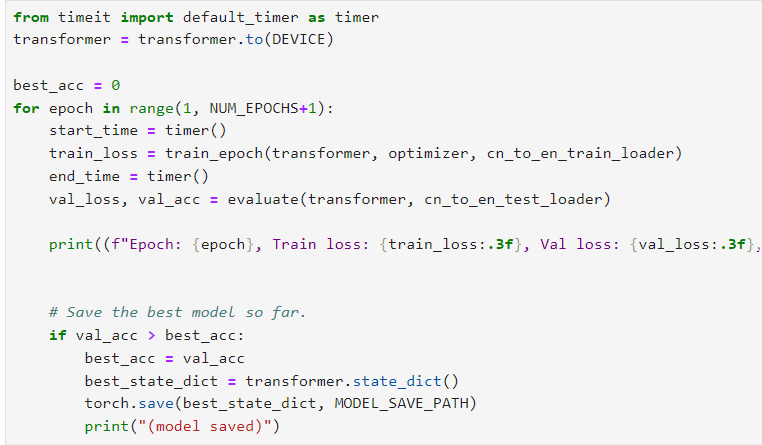 from timeit import default_timer as timer
transformer = transformer.to(DEVICE)
best_acc = 0
for epoch in range(1, NUM_EPOCHS+1):
    start_time = timer()
    train_loss = train_epoch(transformer, optimizer, cn_to_en_train_loader)
    end_time = timer()
    val_loss, val_acc = evaluate(transformer, cn_to_en_test_loader)
    print((f"Epoch: {epoch}, Train loss: {train_loss:.3f}, Val loss: {val_loss:.3f},
    # Save the best model so far.
    if val_acc > best_acc:
        best_acc = val_acc
        best_state_dict = transformer.state_dict()
        torch.save(best_state_dict, MODEL_SAVE_PATH)
        print("(model saved)")